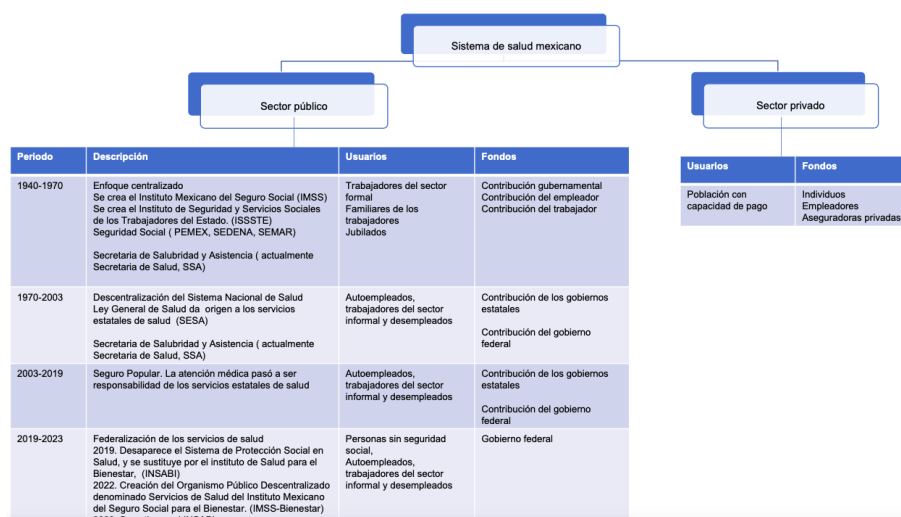 Sistema de salud mexicano
Sector público
Sector privado
Periodo
Descripción
Usuarios
Fondos
1940-1970
Enfoque centralizado
Se crea el Instituto Mexicano del Seguro Social (IMSS)
Se crea el Instituto de Seguridad y Servicios Sociales
de los Trabajadores del Estado. (ISSSTE)
Seguridad Social ( PEMEX, SEDENA, SEMAR)
Secretaria de Salubridad y Asistencia ( actualmente
Secretaria de Salud, SSA)
Trabajadores del sector
formal
Familiares de los
trabajadores
Jubilados
Contribución gubernamental
Contribución del empleador
Contribución del trabajador
1970-2003
Descentralización del Sistema Nacional de Salud
Ley General de Salud da origen a los servicios
estatales de salud (SESA)
Secretaria de Salubridad y Asistencia ( actualmente
Secretaria de Salud, SSA)
Autoempleados,
trabajadores del sector
informal y desempleados
Contribución de los gobiernos
estatales
Contribución del gobierno
federal
2003-2019
Seguro Popular. La atención médica pasó a ser
responsabilidad de los servicios estatales de salud
Autoempleados,
trabajadores del sector
informal y desempleados
Contribución de los gobiernos
estatales
Contribución del gobierno
federal
2019-2023
Federalización de los servicios de salud
2019. Desaparece el Sistema de Protección Social en
Salud, y se sustituye por el instituto de Salud para el
Bienestar, (INSABI)
2022. Creación del Organismo Público Descentralizado
denominado Servicios de Salud del Instituto Mexicano
del Seguro Social para el Bienestar. (IMSS-Bienestar)
Personas sin seguridad
social,
Autoempleados,
trabajadores del sector
informal y desempleados
Gobierno federal
Usuarios
Fondos
Población con
capacidad de pago
Individuos
Empleadores
Aseguradoras privadas